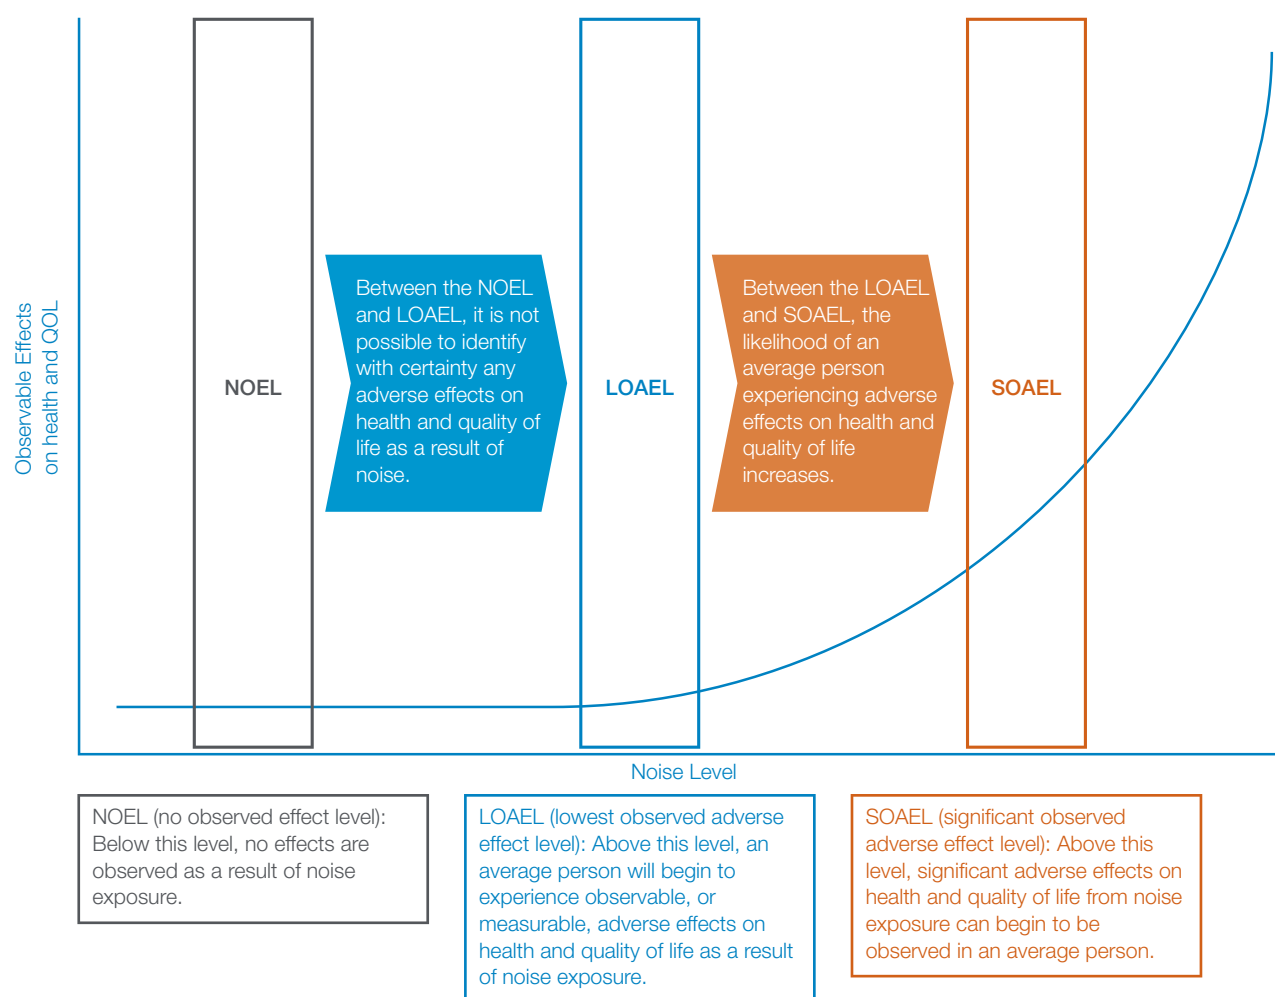 Observable Effects
on health and QOL
NOEL
Between the NOEL
and LOAEL, it is not
possible to identify
with certainty any
adverse effects on
health and quality of
life as a result of
noise.
LOAEL
Between the LOAEL
and SOAEL, the
likelihood of an
average person
experiencing adverse
effects on health and
quality of life
increases.
SOAEL
Noise Level
NOEL (no observed effect level):
Below this level, no effects are
observed as a result of noise
exposure.
LOAEL (lowest observed adverse
effect level): Above this level, an
average person will begin to
experience observable, or
measurable, adverse effects on
health and quality of life as a result
of noise exposure.
SOAEL (significant observed
adverse effect level): Above this
level, significant adverse effects on
health and quality of life from noise
exposure can begin to be
observed in an average person.